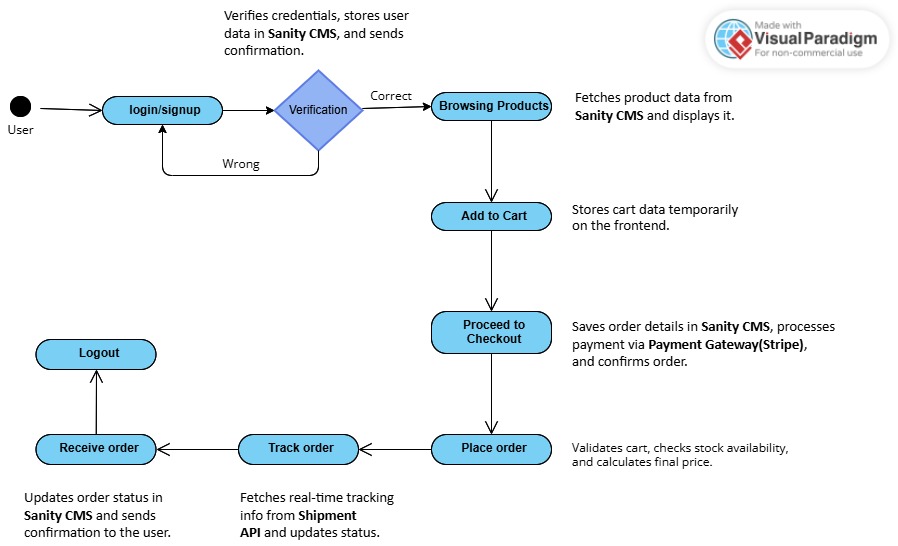 Verifies credentials, stores user
data in Sanity CMS, and sends
confirmation.
Made with
Visual Paradigm
For non-commercial use
User
login/signup
Verification
Correct
Wrong
Browsing Products
Fetches product data from
Sanity CMS and displays it.
Add to Cart
Stores cart data temporarily
on the frontend.
Proceed to
Checkout
Saves order details in Sanity CMS, processes
payment via Payment Gateway(Stripe),
and confirms order.
Logout
Receive order
Track order
Place order
Validates cart, checks stock availability,
and calculates final price.
Updates order status in
Sanity CMS and sends
confirmation to the user.
Fetches real-time tracking
info from Shipment
API and updates status.